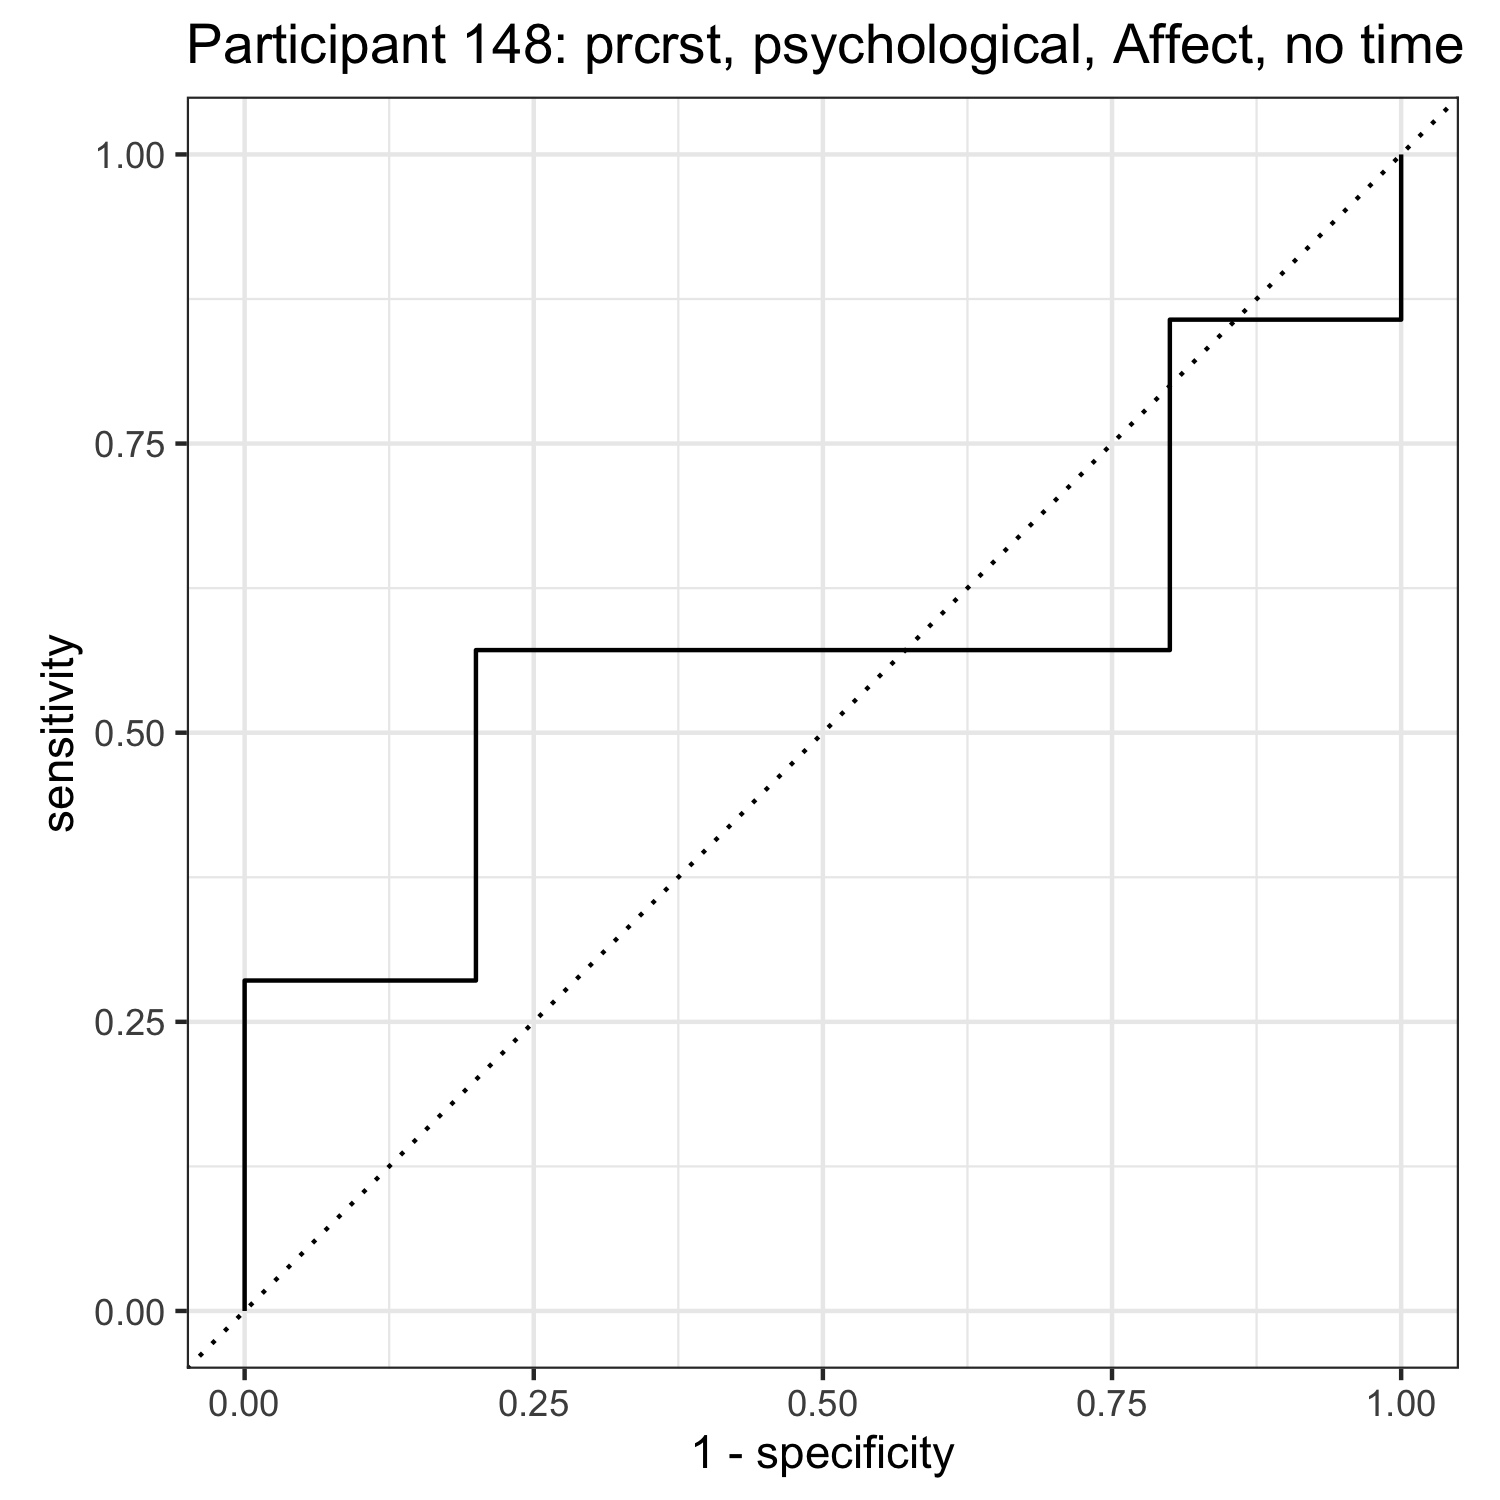 Participant 148: prcrst, psychological, Affect, no time
sensitivity
1.00
0.75
0.50
0.25
0.00
0.00 0.25 0.50 0.75 1.00
1 - specificity